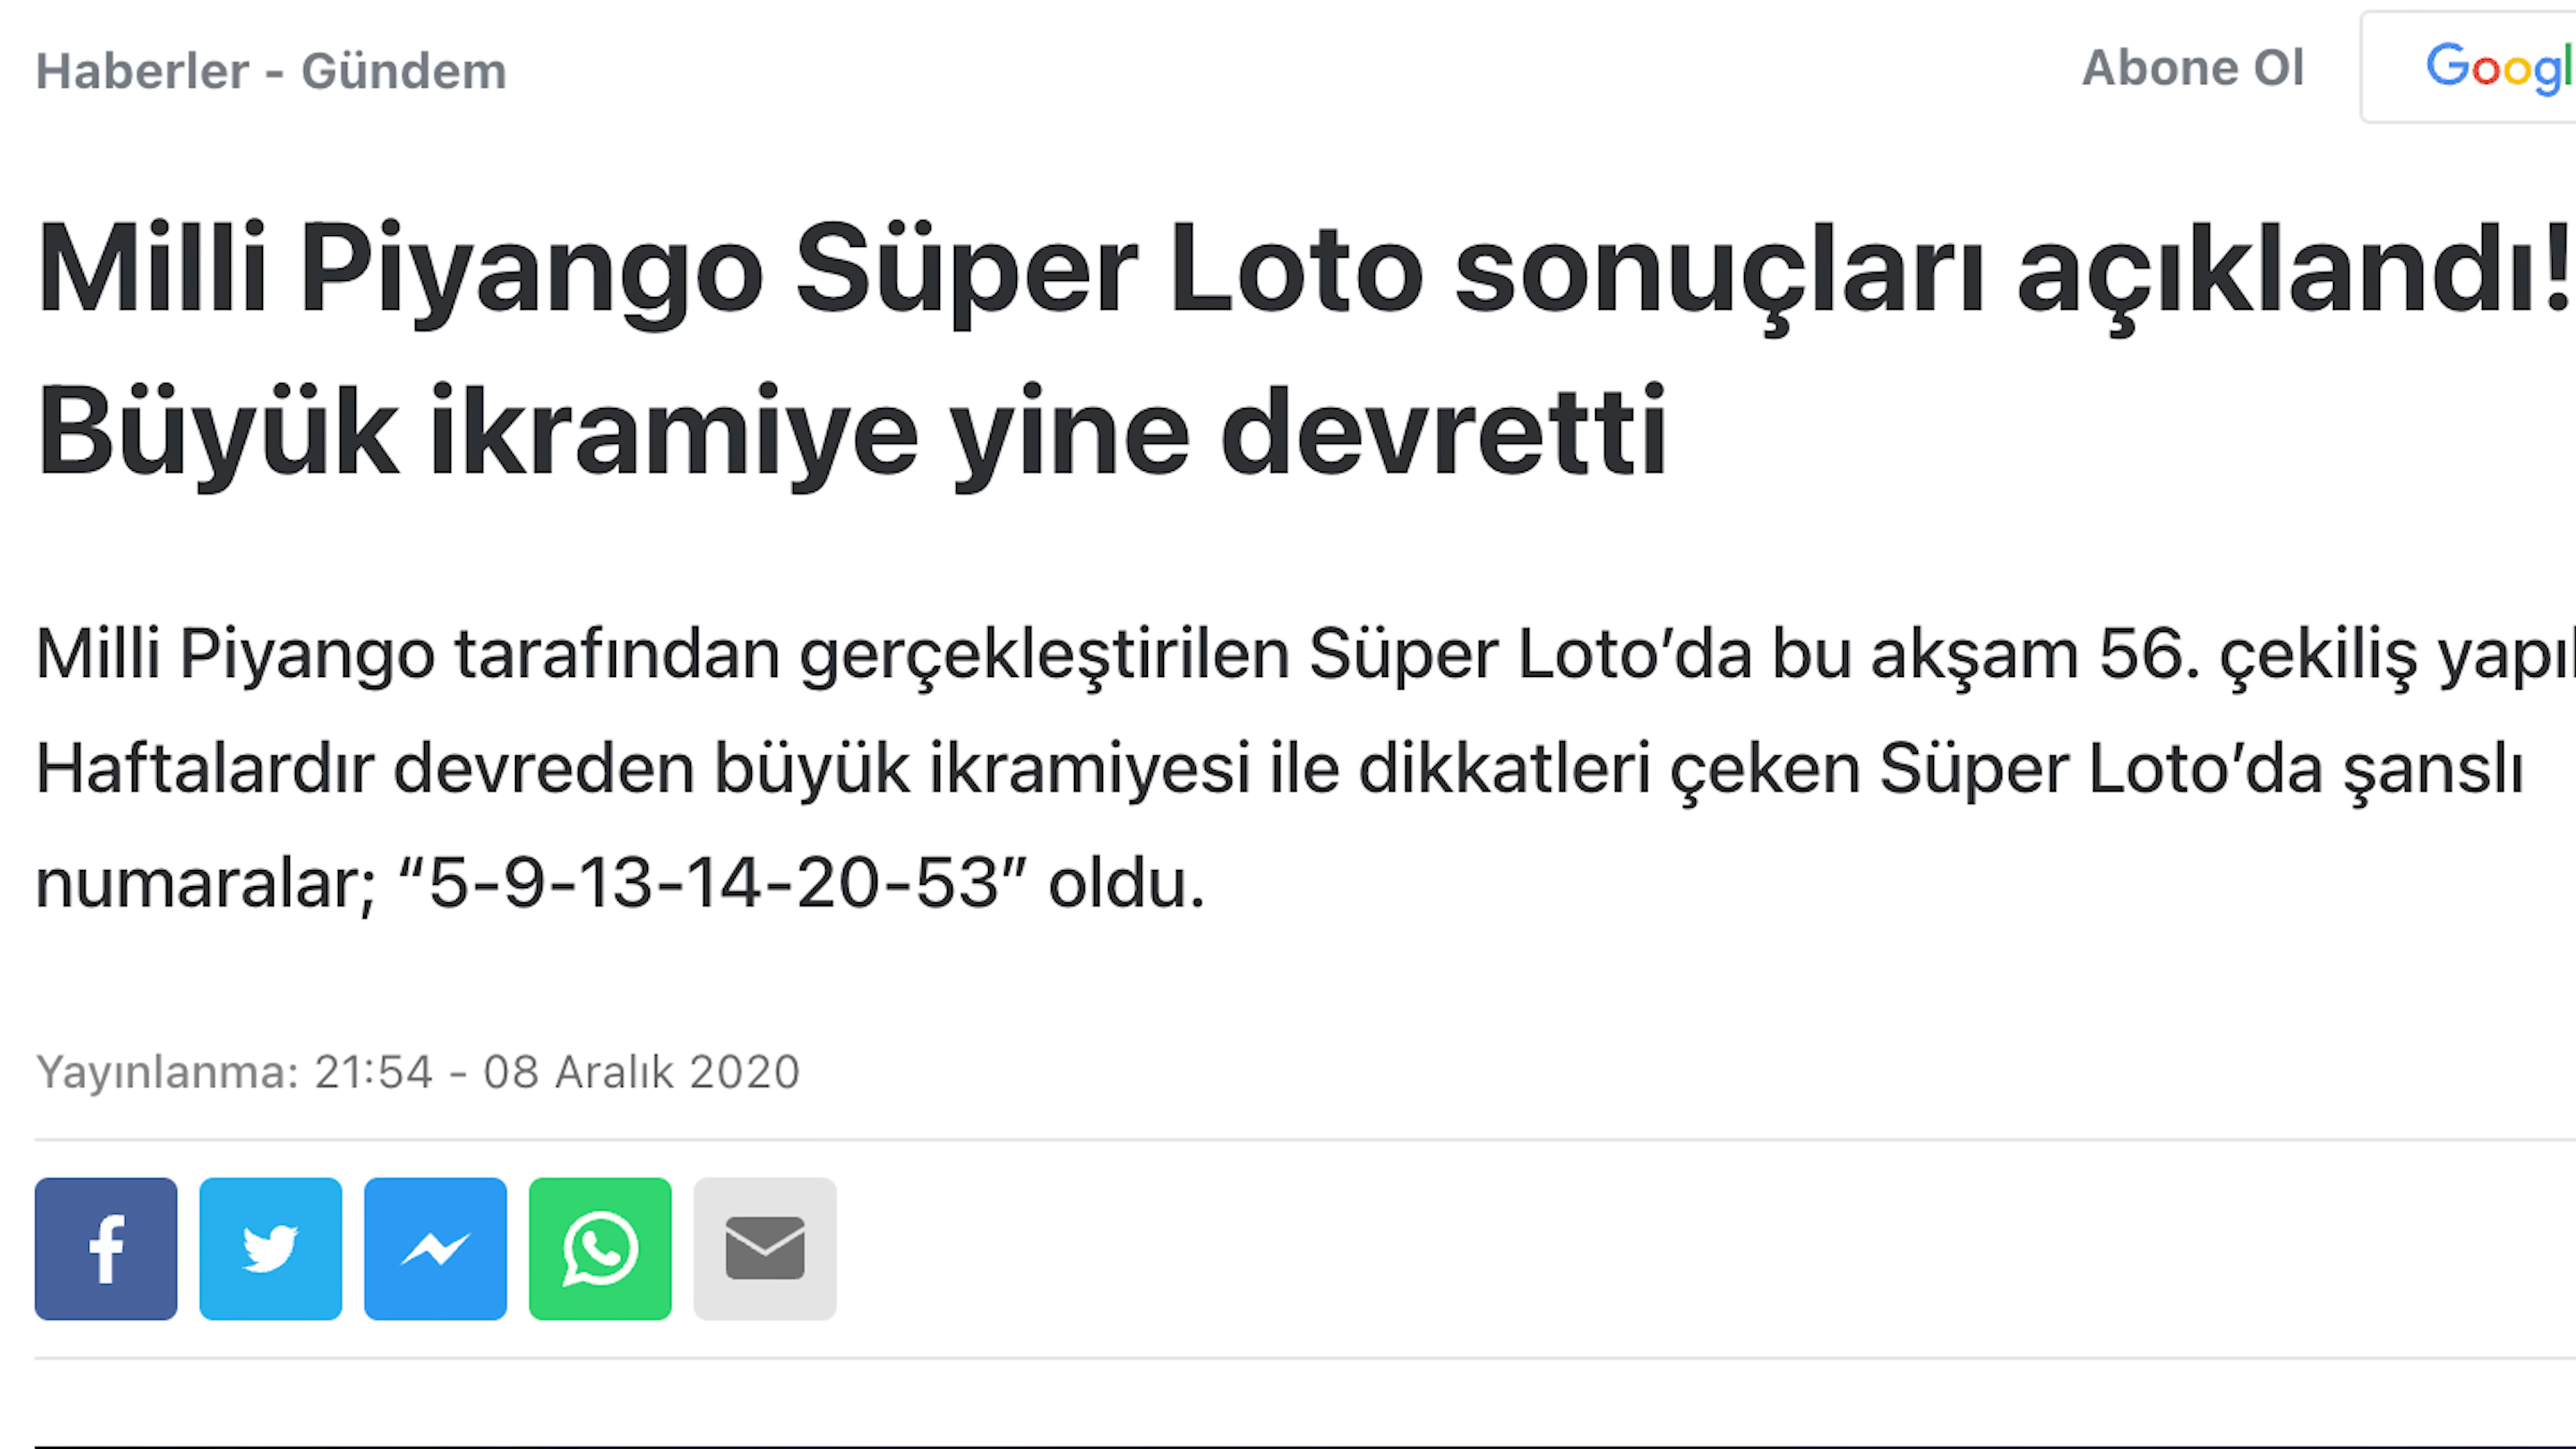 Haberler - Gündem
Abone Ol
Milli Piyango Süper Loto sonuçları açıklandı!
Büyük ikramiye yine devretti
Milli Piyango tarafından gerçekleştirilen Süper Loto’da bu akşam 56. çekiliş
Haftalardır devreden büyük ikramiyesi ile dikkatleri çeken Süper Loto’da şanslı
numaralar; “5-9-13-14-20-53” oldu.
Yayınlanma: 21:54 - 08 Aralık 2020